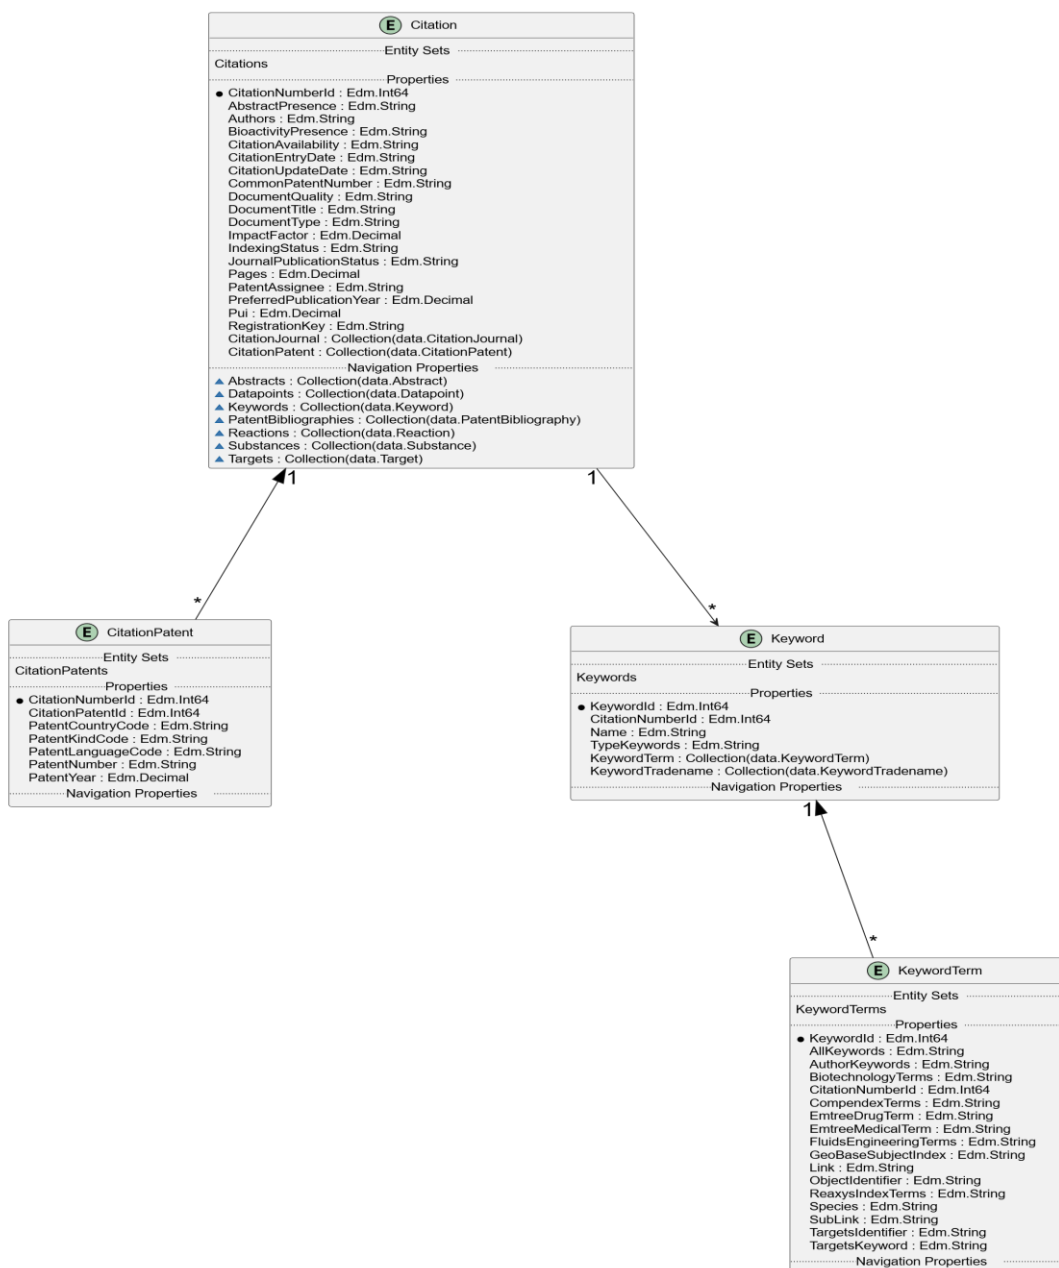 E Citation
Entity Sets
Citations
Properties
CitationNumberId : Edm.Int64
AbstractPresence : Edm.String
Authors : Edm.String
BioactivityPresence : Edm.String
CitationAvailability : Edm.String
CitationEntryDate : Edm.String
CitationUpdateDate : Edm.String
CommonPatentNumber : Edm.String
DocumentQuality : Edm.String
DocumentTitle : Edm.String
DocumentType : Edm.String
ImpactFactor : Edm.Decimal
IndexingStatus : Edm.String
JournalPublicationStatus : Edm.String
Pages : Edm.Decimal
PatentAssignee : Edm.String
PreferredPublicationYear : Edm.Decimal
Pui : Edm.Decimal
RegistrationKey : Edm.String
CitationJournal : Collection(data.CitationJournal)
CitationPatent : Collection(data.CitationPatent)
Navigation Properties
Abstracts : Collection(data.Abstract)
Datapoints : Collection(data.Datapoint)
Keywords : Collection(data.Keyword)
PatentBibliographies : Collection(data.PatentBibliography)
Reactions : Collection(data.Reaction)
Substances : Collection(data.Substance)
Targets : Collection(data.Target)
1
1
*
*
E CitationPatent
Entity Sets
CitationPatents
Properties
CitationNumberId : Edm.Int64
CitationPatentId : Edm.Int64
PatentCountryCode : Edm.String
PatentKindCode : Edm.String
PatentLanguageCode : Edm.String
PatentNumber : Edm.String
PatentYear : Edm.Decimal
Navigation Properties
E Keyword
Entity Sets
Keywords
Properties
KeywordId : Edm.Int64
CitationNumberId : Edm.Int64
Name : Edm.String
TypeKeywords : Edm.String
KeywordTerm : Collection(data.KeywordTerm)
KeywordTradename : Collection(data.KeywordTradename)
Navigation Properties
1
*
E KeywordTerm
Entity Sets
KeywordTerms
Properties
KeywordId : Edm.Int64
AllKeywords : Edm.String
AuthorKeywords : Edm.String
BiotechnologyTerms : Edm.String
CitationNumberId : Edm.Int64
CompendexTerms : Edm.String
EmtreeDrugTerm : Edm.String
EmtreeMedicalTerm : Edm.String
FluidsEngineeringTerms : Edm.String
GeoBaseSubjectIndex : Edm.String
Link : Edm.String
ObjectIdentifier : Edm.String
ReaxysIndexTerms : Edm.String
Species : Edm.String
SubLink : Edm.String
TargetsIdentifier : Edm.String
TargetsKeyword : Edm.String
Navigation Properties